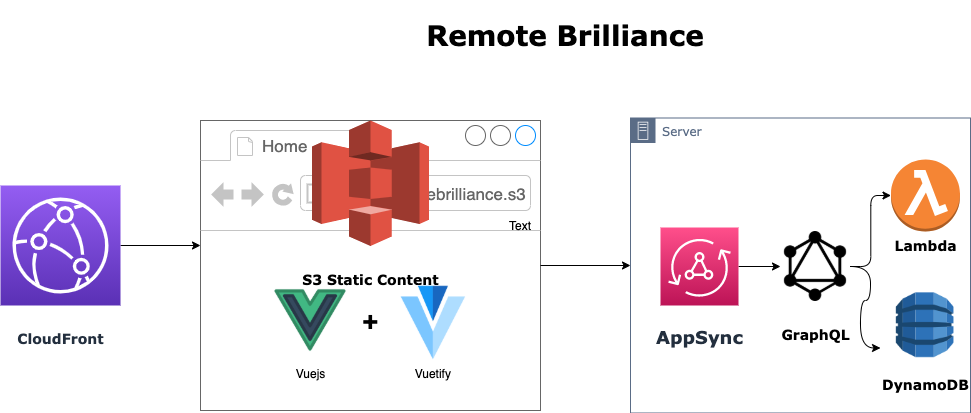 Remote Brilliance
Home
ebrilliance.s3
Text
S3 Static Content
+
Vuejs
Vuetify
CloudFront
Server
AppSync
GraphQL
Lambda
DynamoDB